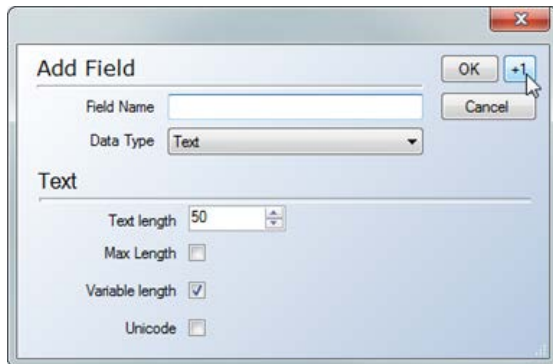 Add Field
OK
+1
Field Name
Cancel
Data Type
Text
Text
Text length
50
Max Length
Variable length
Unicode